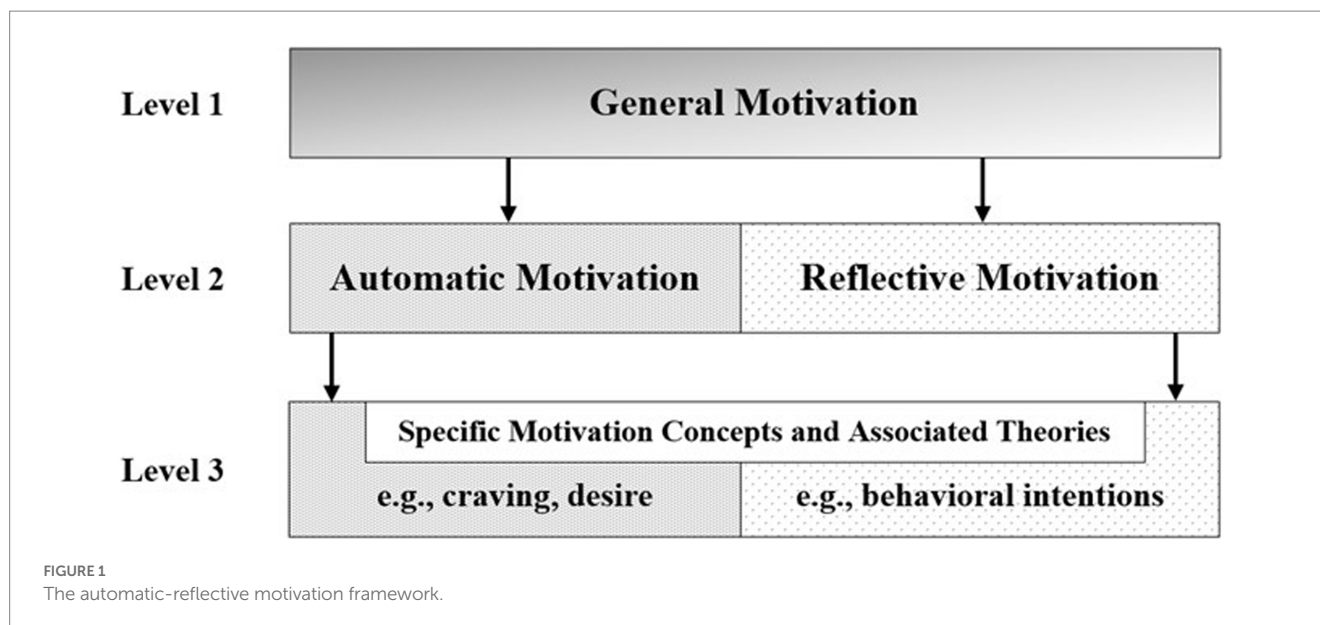 Level 1
General Motivation
Level 2
Automatic Motivation
Reflective Motivation
Level 3
Specific Motivation Concepts and Associated Theories
e.g., craving, desire
e.g., behavioral intentions
FIGURE 1
The automatic-reflective motivation framework.